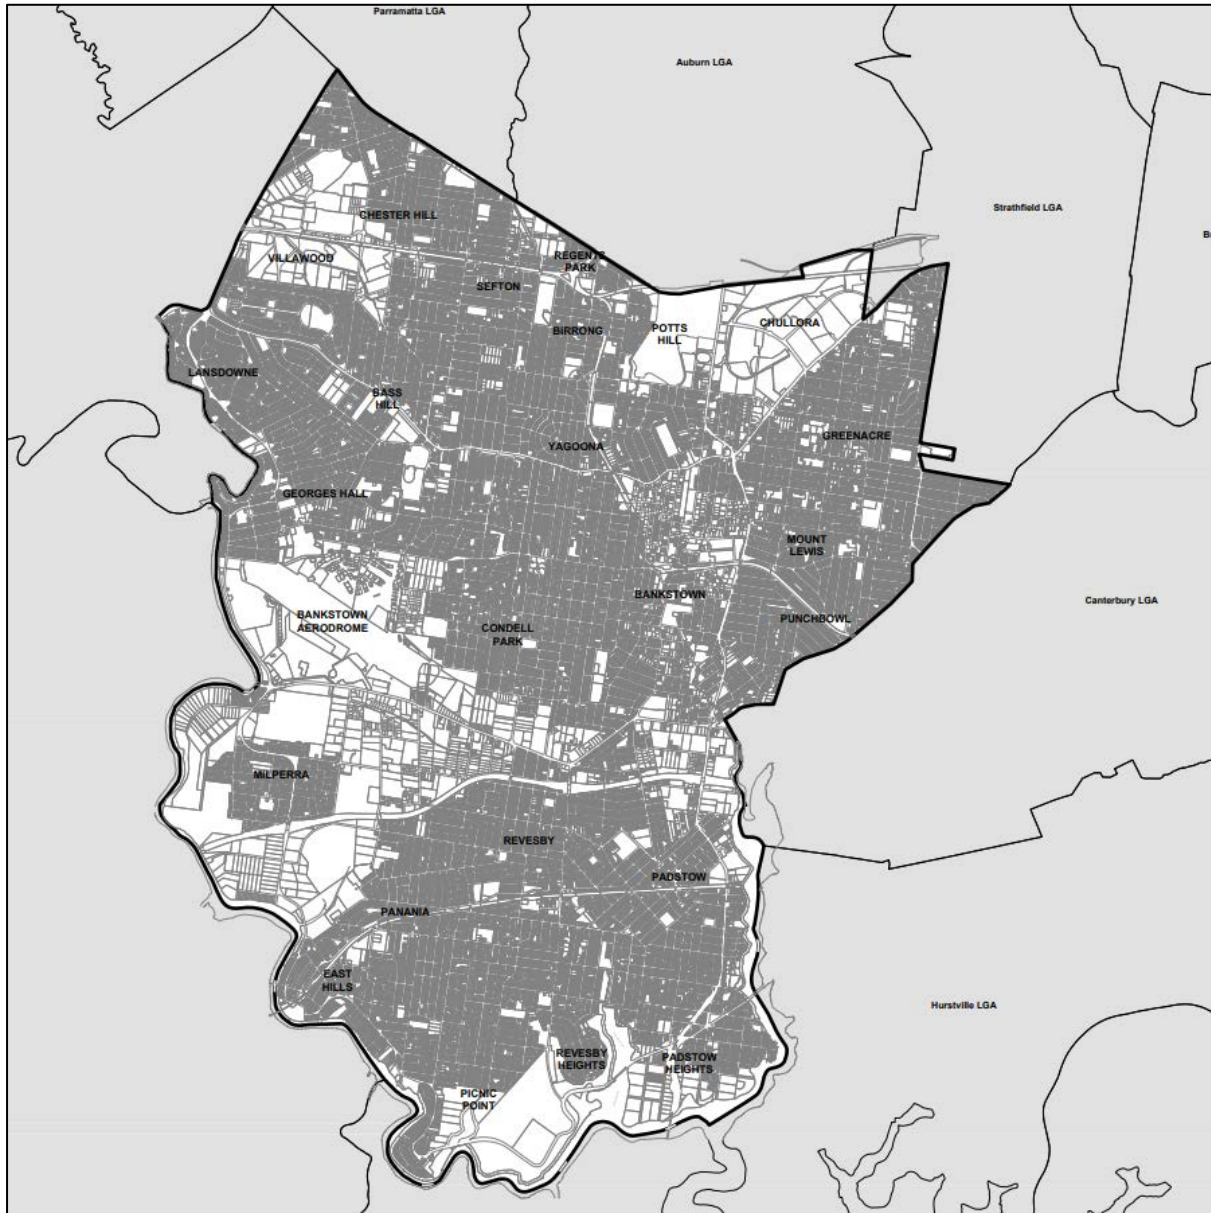 Parramatta LGA
Auburn LGA
Strathfield LGA
CHESTER HILL
VILLAWOOD
REGENTS
PARK
SEFTON
BIRRONG
POTTS
HILL
CHULLORA
LANSDOWNE
BASS
HILL
GREENACRE
YAGOONA
GEORGES HALL
MOUNT
LEWIS
BANKSTOWN
Canterbury LGA
BANKSTOWN
AERODROME
PUNCHBOWL
CONDELL
PARK
MILPERRA
REVESBY
PADSTOW
PANANIA
EAST
HILLS
Hurstville LGA
REVESBY
HEIGHTS
PADSTOW
HEIGHTS
PICNIC
POINT